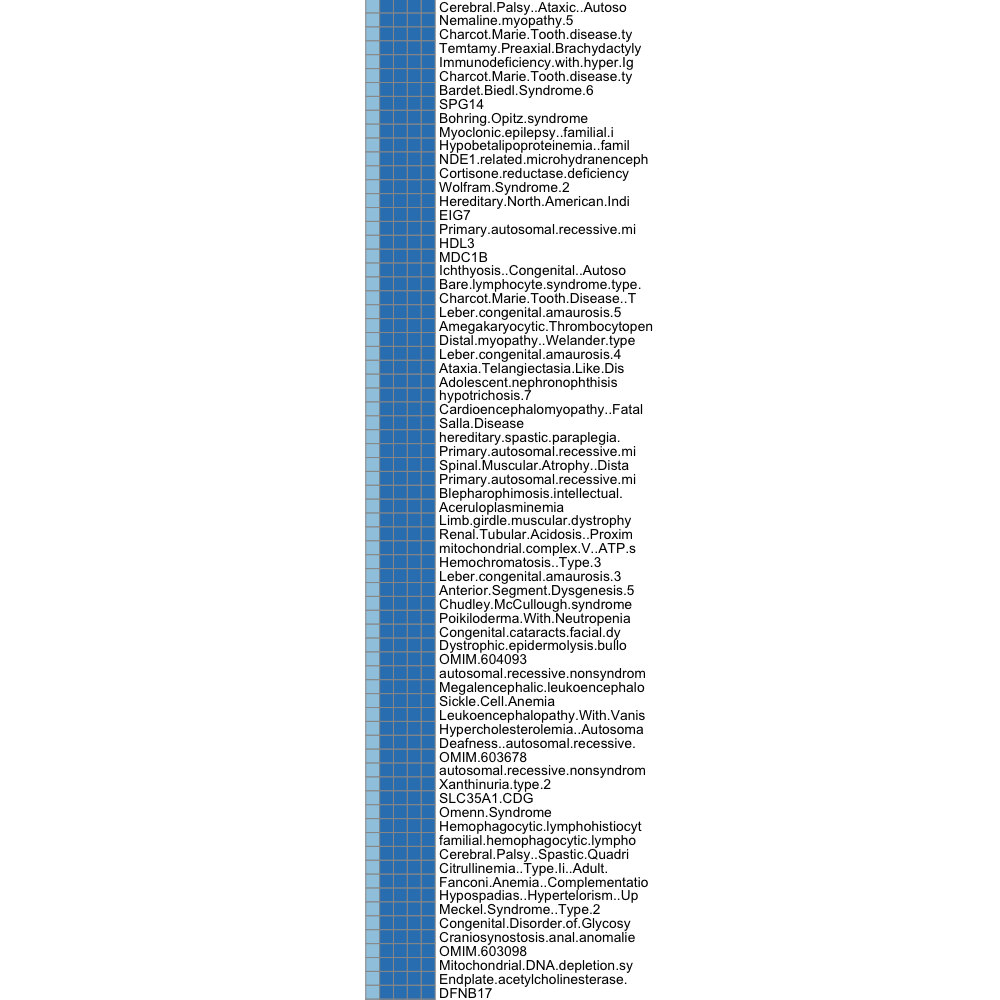 Cerebral.Palsy..Ataxic..Autoso
Nemaline.myopathy.5
Charcot.Marie.Tooth.disease.ty
Temtamy.Preaxial.Brachydactyly
Immunodeficiency.with.hyper.Ig
Charcot.Marie.Tooth.disease.ty
Bardet.Biedl.Syndrome.6
SPG14
Bohring.Opitz.syndrome
Myoclonic.epilepsy..familial.i
Hypobetalipoproteinemia..famil
NDE1.related.microhydranenceph
Cortisone.reductase.deficiency
Wolfram.Syndrome.2
Hereditary.North.American.Indi
EIG7
Primary.autosomal.recessive.mi
HDL3
MDC1B
Ichthyosis..Congenital..Autoso
Bare.lymphocyte.syndrome.type.
Charcot.Marie.Tooth.Disease..T
Leber.congenital.amaurosis.5
Amegakaryocytic.Thrombocytopen
Distal.myopathy..Welander.type
Leber.congenital.amaurosis.4
Ataxia.Telangiectasia.Like.Dis
Adolescent.nephronophthisis
hypotrichosis.7
Cardioencephalomyopathy..Fatal
Salla.Disease
hereditary.spastic.paraplegia.
Primary.autosomal.recessive.mi
Spinal.Muscular.Atrophy..Dista
Primary.autosomal.recessive.mi
Blepharophimosis.intellectual.
Aceruloplasminemia
Limb.girdle.muscular.dystrophy
Renal.Tubular.Acidosis..Proxim
mitochondrial.complex.V..ATP.s
Hemochromatosis..Type.3
Leber.congenital.amaurosis.3
Anterior.Segment.Dysgenesis.5
Chudley.McCullough.syndrome
Poikiloderma.With.Neutropenia
Congenital.cataracts.facial.dy
Dystrophic.epidermolysis.bullo
OMIM.604093
autosomal.recessive.nonsyndrom
Megalencephalic.leukoencephalo
Sickle.Cell.Anemia
Leukoencephalopathy.With.Vanis
Hypercholesterolemia..Autosoma
Deafness..autosomal.recessive.
OMIM.603678
autosomal.recessive.nonsyndrom
Xanthinuria.type.2
SLC35A1.CDG
Omenn.Syndrome
Hemophagocytic.lymphohistiocyt
familial.hemophagocytic.lympho
Cerebral.Palsy..Spastic.Quadri
Citrullinemia..Type.Ii..Adult.
Fanconi.Anemia..Complementatio
Hypospadias..Hypertelorism..Up
Meckel.Syndrome..Type.2
Congenital.Disorder.of.Glycosy
Craniosynostosis.anal.anomalie
OMIM.603098
Mitochondrial.DNA.depletion.sy
Endplate.acetylcholinesterase.
DFNB17